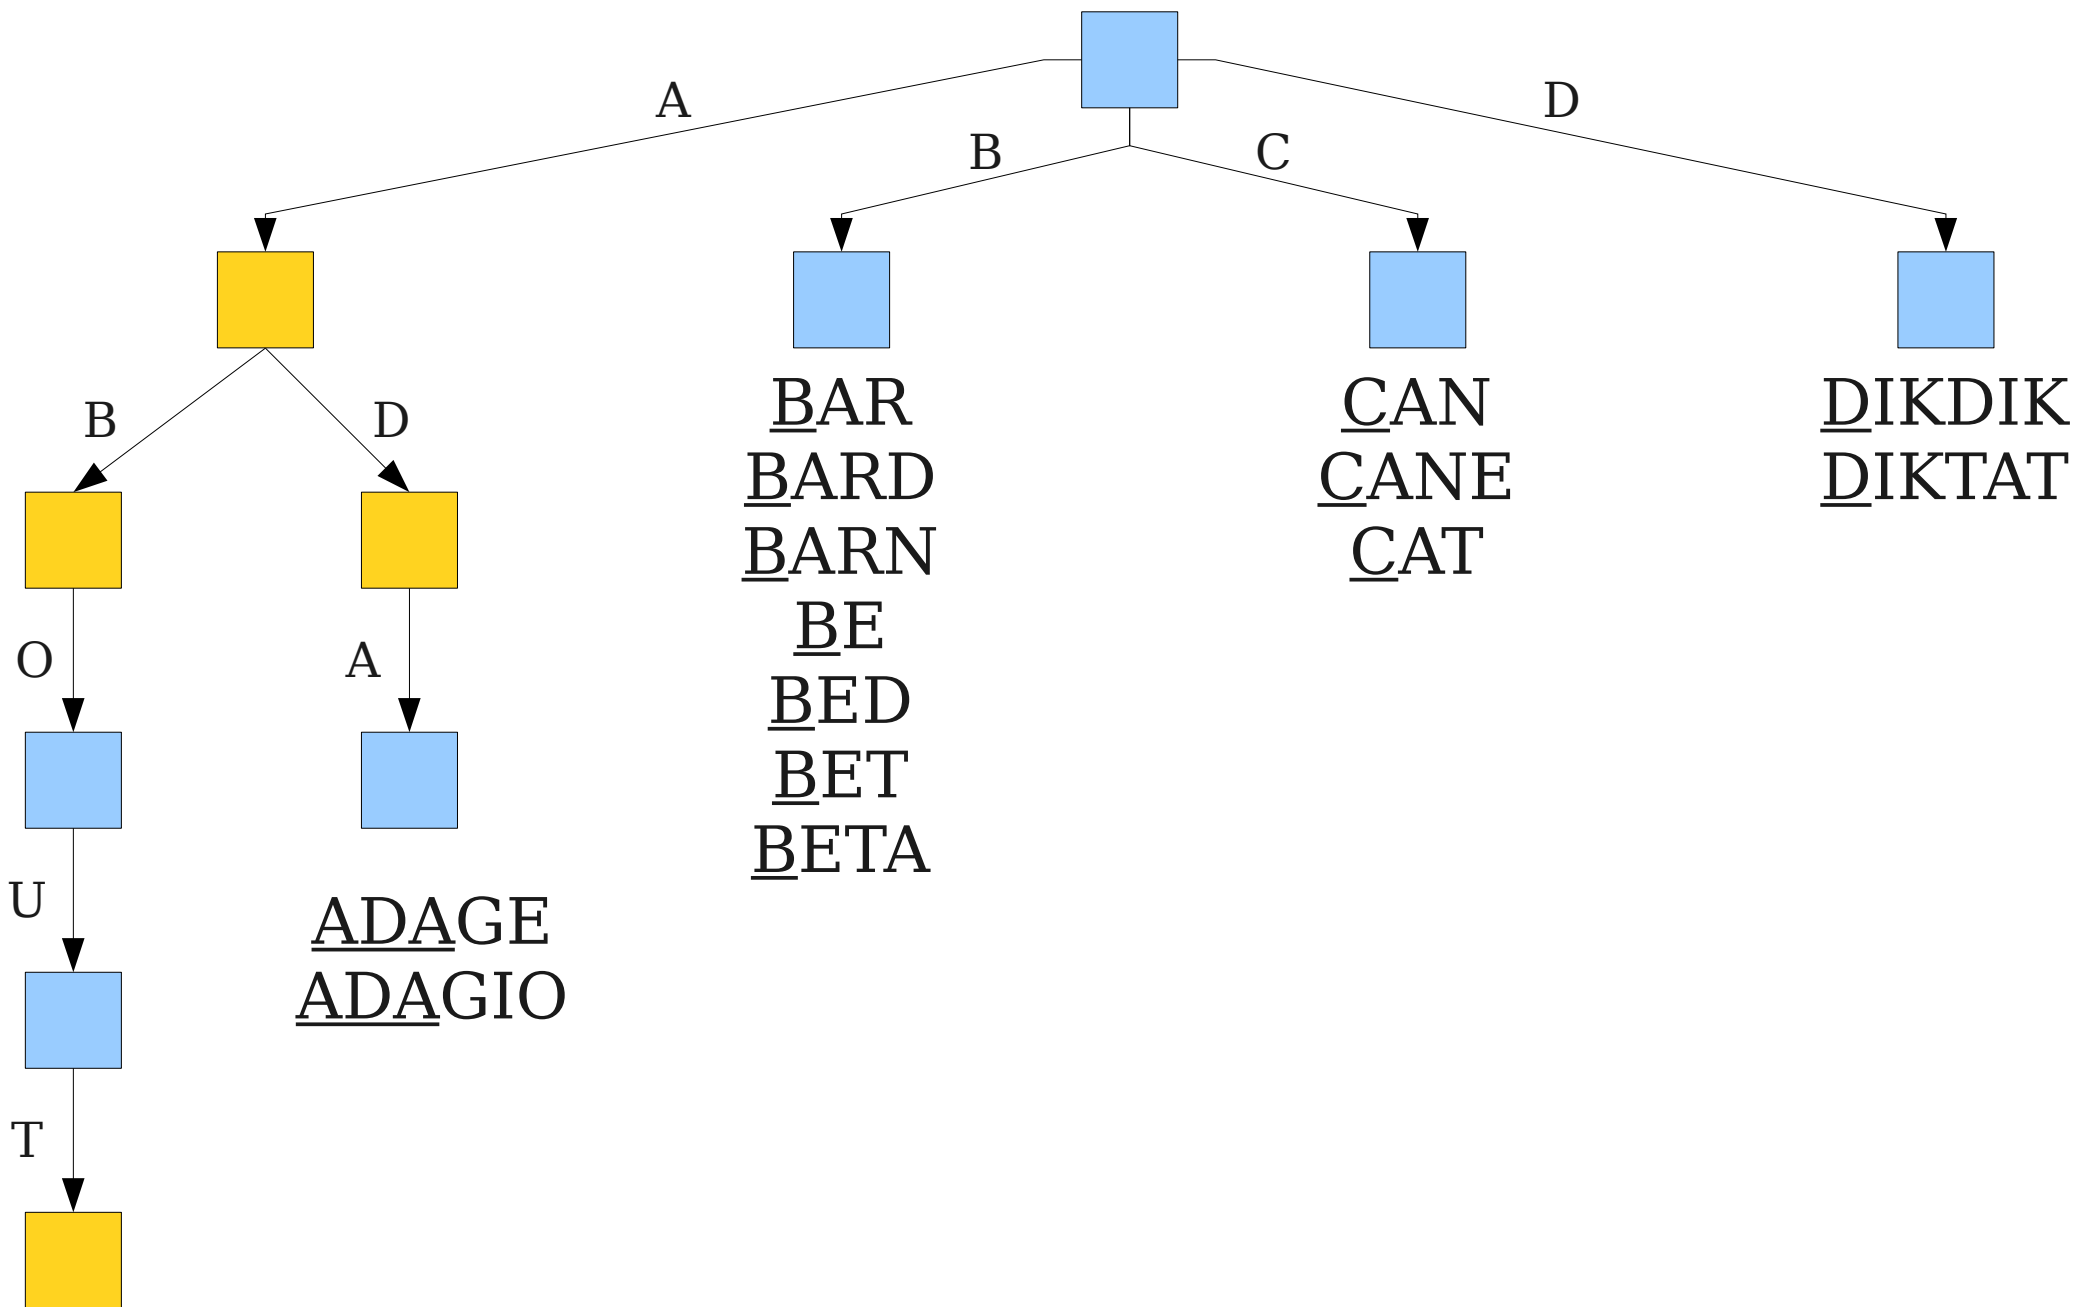 A
D
B
C
B
D
BAR
BARD
BARN
BE
BED
BET
BETA
CAN
CANE
CAT
DIKDIK
DIKTAT
O
A
U
ADAGE
ADAGIO
T